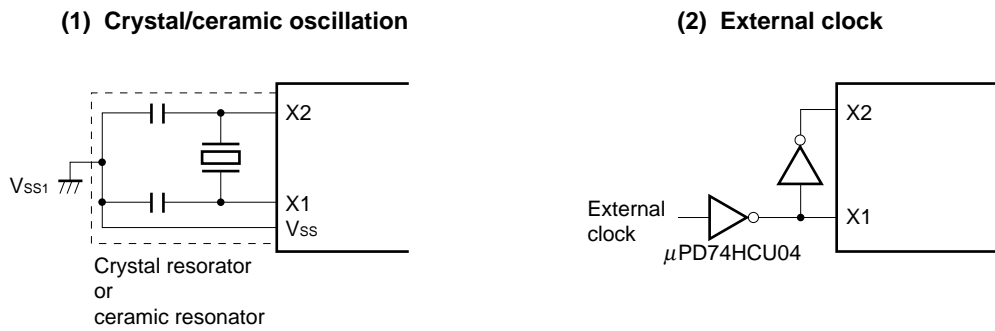 (1) Crystal/ceramic oscillation
X2
X1
VSS
VSS1
Crystal resorator
or
ceramic resonator
(2) External clock
X2
X1
External
clock
μPD74HCU04